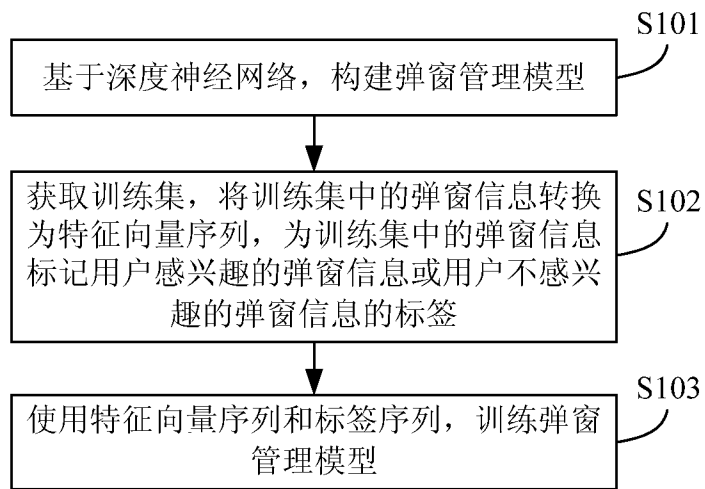 S101
基于深度神经网络，构建弹窗管理模型
S102
获取训练集，将训练集中的弹窗信息转换
为特征向量序列，为训练集中的弹窗信息
标记用户感兴趣的弹窗信息或用户不感兴
趣的弹窗信息的标签
S103
使用特征向量序列和标签序列，训练弹窗
管理模型